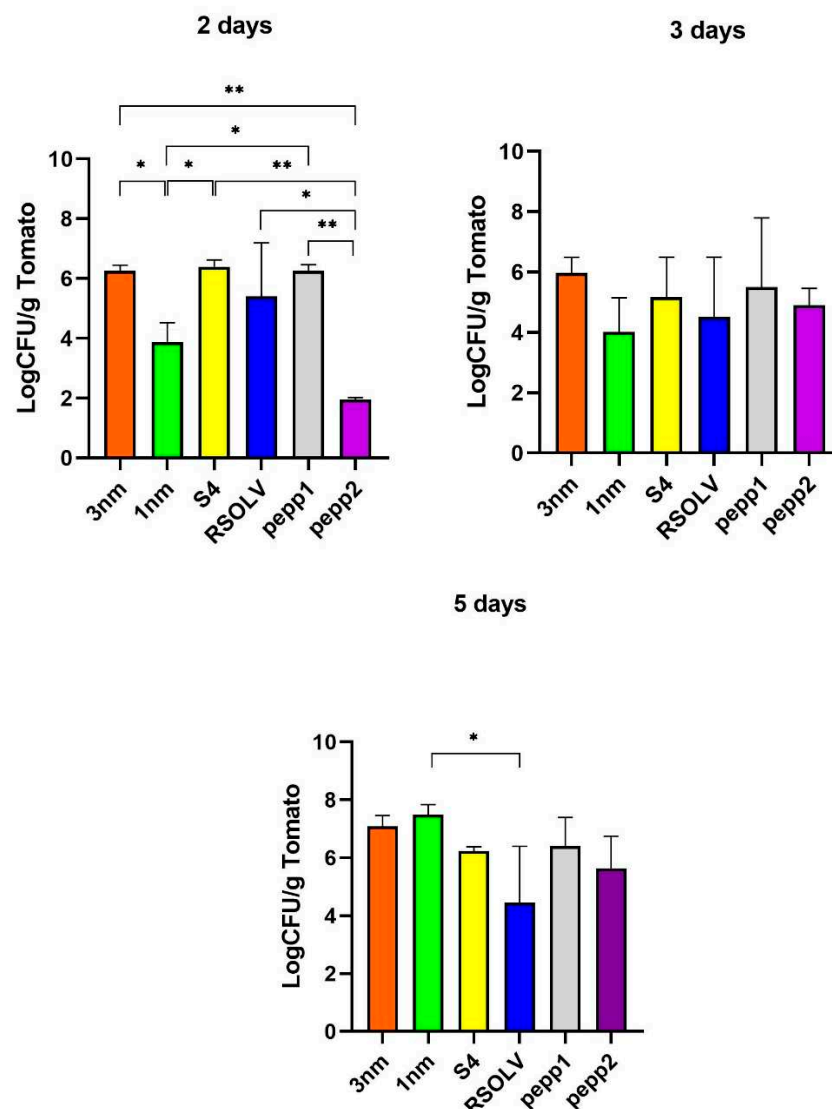 2 days
**
*
* * **
*
**
LogCFU/g Tomato
10
8
6
4
2
0
3nm 1nm S4 RSOLV pepp1 pepp2
3 days
LogCFU/g Tomato
10
8
6
4
2
0
3nm 1nm S4 RSOLV pepp1 pepp2
5 days
*
LogCFU/g Tomato
10
8
6
4
2
0
3nm 1nm S4 RSOLV pepp1 pepp2